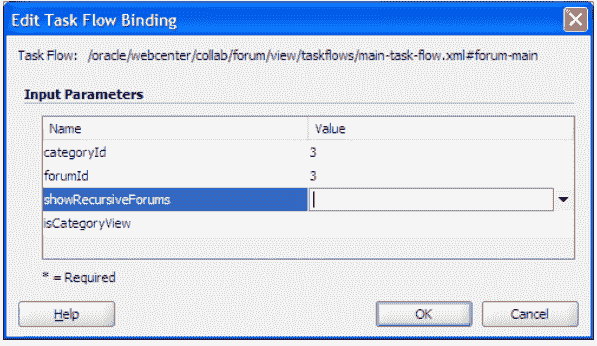 Edit Task Flow Binding
Task Flow: /oracle/webcenter/collab/forum/view/taskflows/main-task-flow.xml#forum-main
Input Parameters
Name Value
categoryId 3
forumId 3
showRecursiveForums
isCategoryView
* = Required
Help OK Cancel